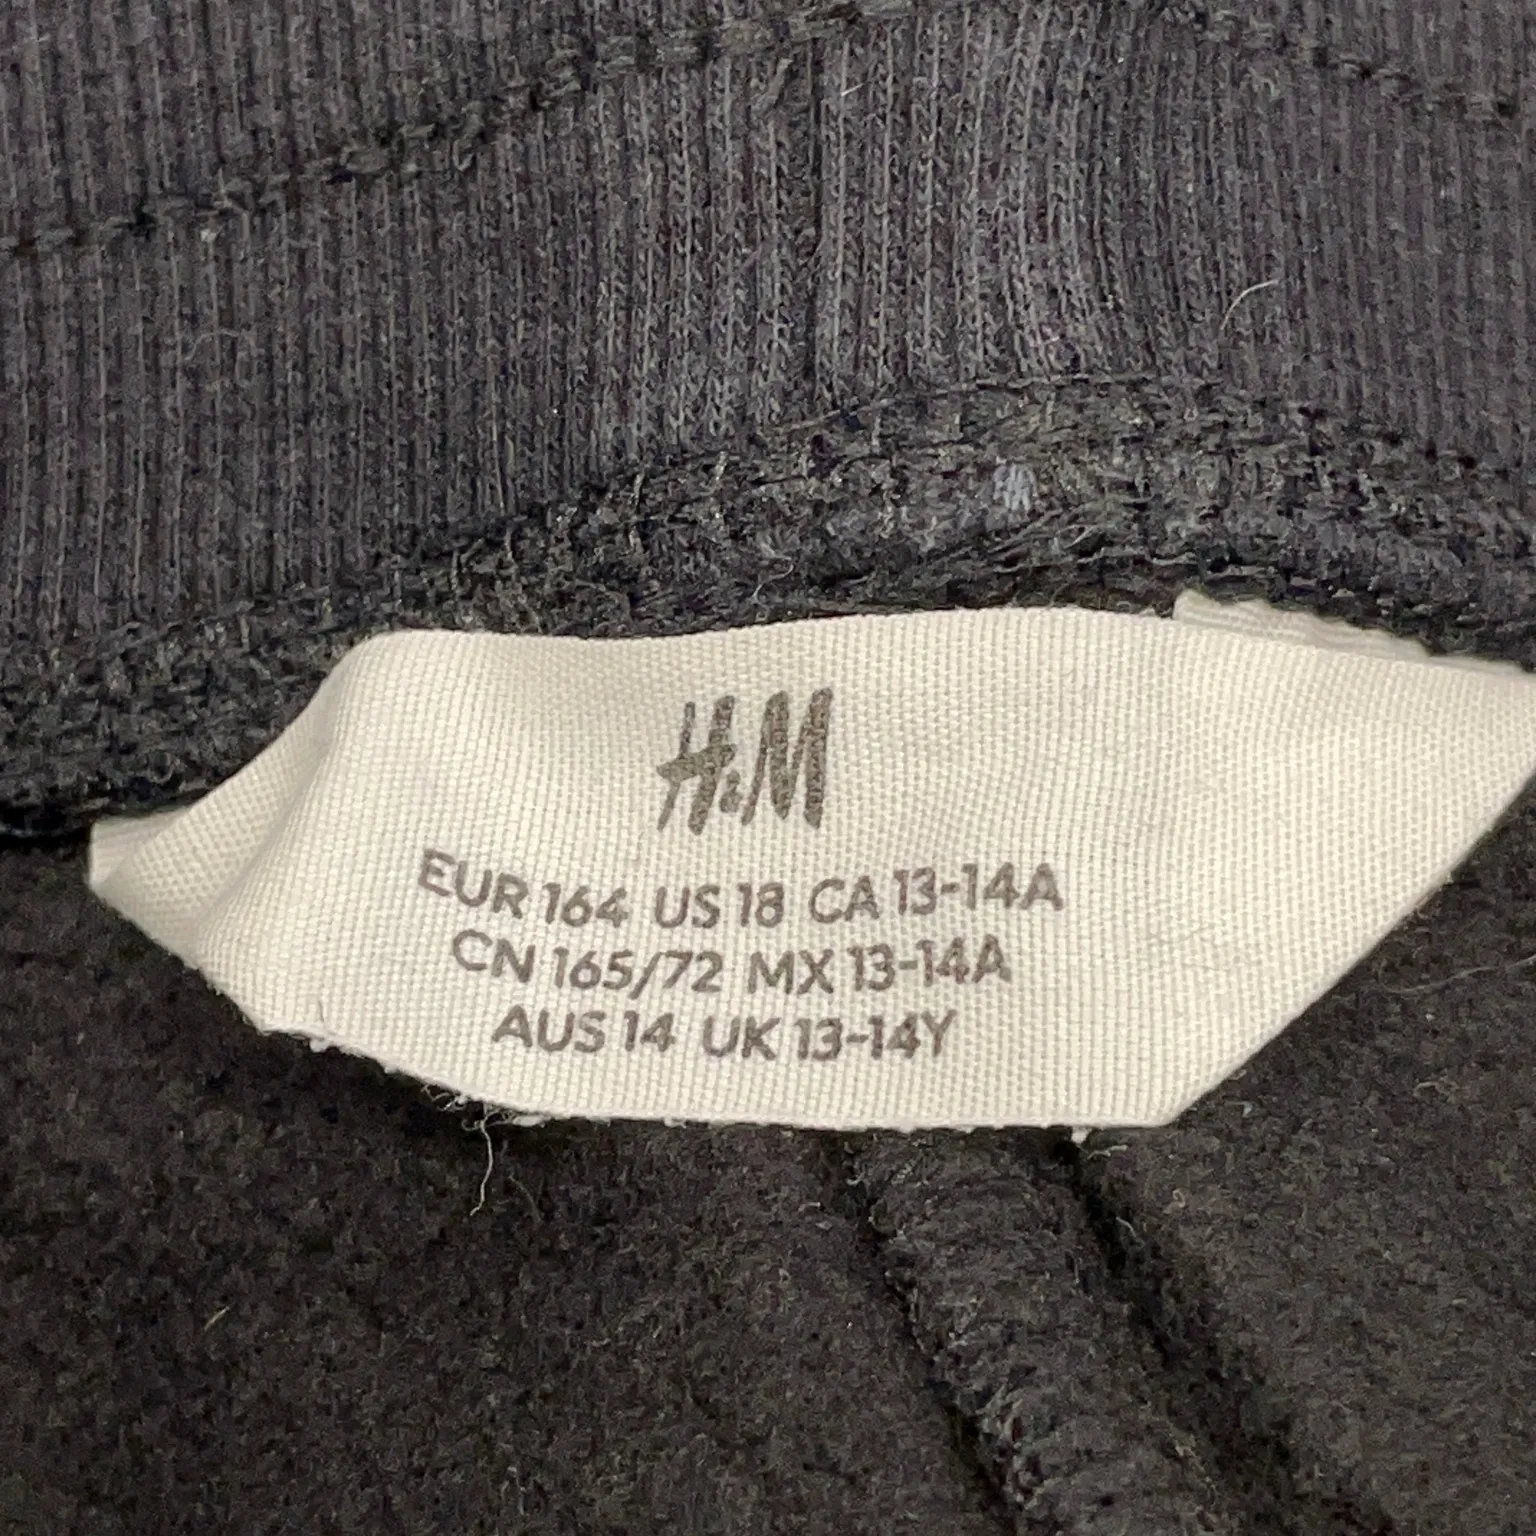 H&M
EUR 164 US 18 CA 13-14A
CN 165/72 MX 13-14A
AUS 14 UK 13-14Y